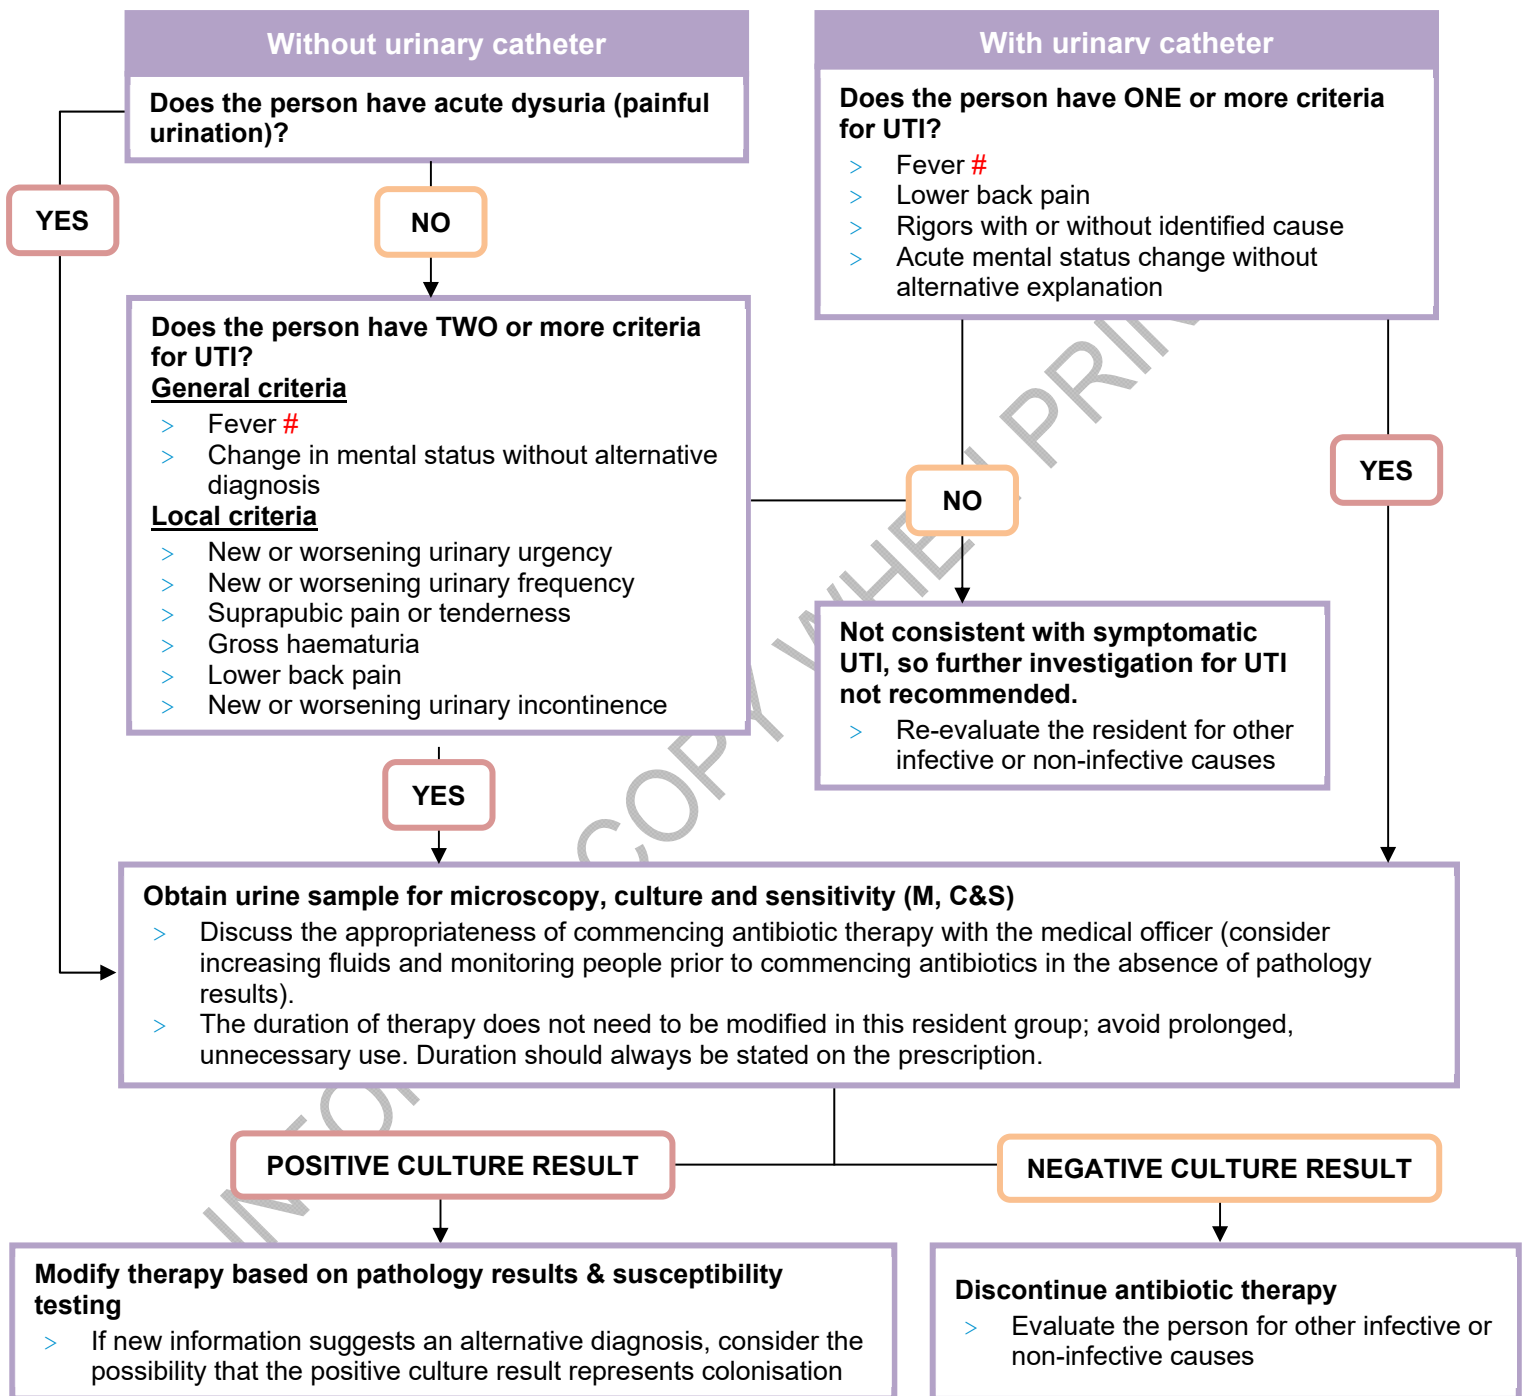 Without urinary catheter
Does the person have acute dysuria (painful
urination)?
YES
NO
Does the person have TWO or more criteria
for UTI?
General criteria
> Fever #
> Change in mental status without alternative
diagnosis
Local criteria
> New or worsening urinary urgency
> New or worsening urinary frequency
> Suprapubic pain or tenderness
> Gross haematuria
> Lower back pain
> New or worsening urinary incontinence
YES
With urinary catheter
Does the person have ONE or more criteria
for UTI?
> Fever #
> Lower back pain
> Rigors with or without identified cause
> Acute mental status change without
alternative explanation
NO
YES
Not consistent with symptomatic
UTI, so further investigation for UTI
not recommended.
> Re-evaluate the resident for other
infective or non-infective causes
Obtain urine sample for microscopy, culture and sensitivity (M, C&S)
> Discuss the appropriateness of commencing antibiotic therapy with the medical officer (consider
increasing fluids and monitoring people prior to commencing antibiotics in the absence of pathology
results).
> The duration of therapy does not need to be modified in this resident group; avoid prolonged,
unnecessary use. Duration should always be stated on the prescription.
POSITIVE CULTURE RESULT
NEGATIVE CULTURE RESULT
Modify therapy based on pathology results & susceptibility
testing
> If new information suggests an alternative diagnosis, consider the
possibility that the positive culture result represents colonisation
Discontinue antibiotic therapy
> Evaluate the person for other infective or
non-infective causes
COPY WHEN